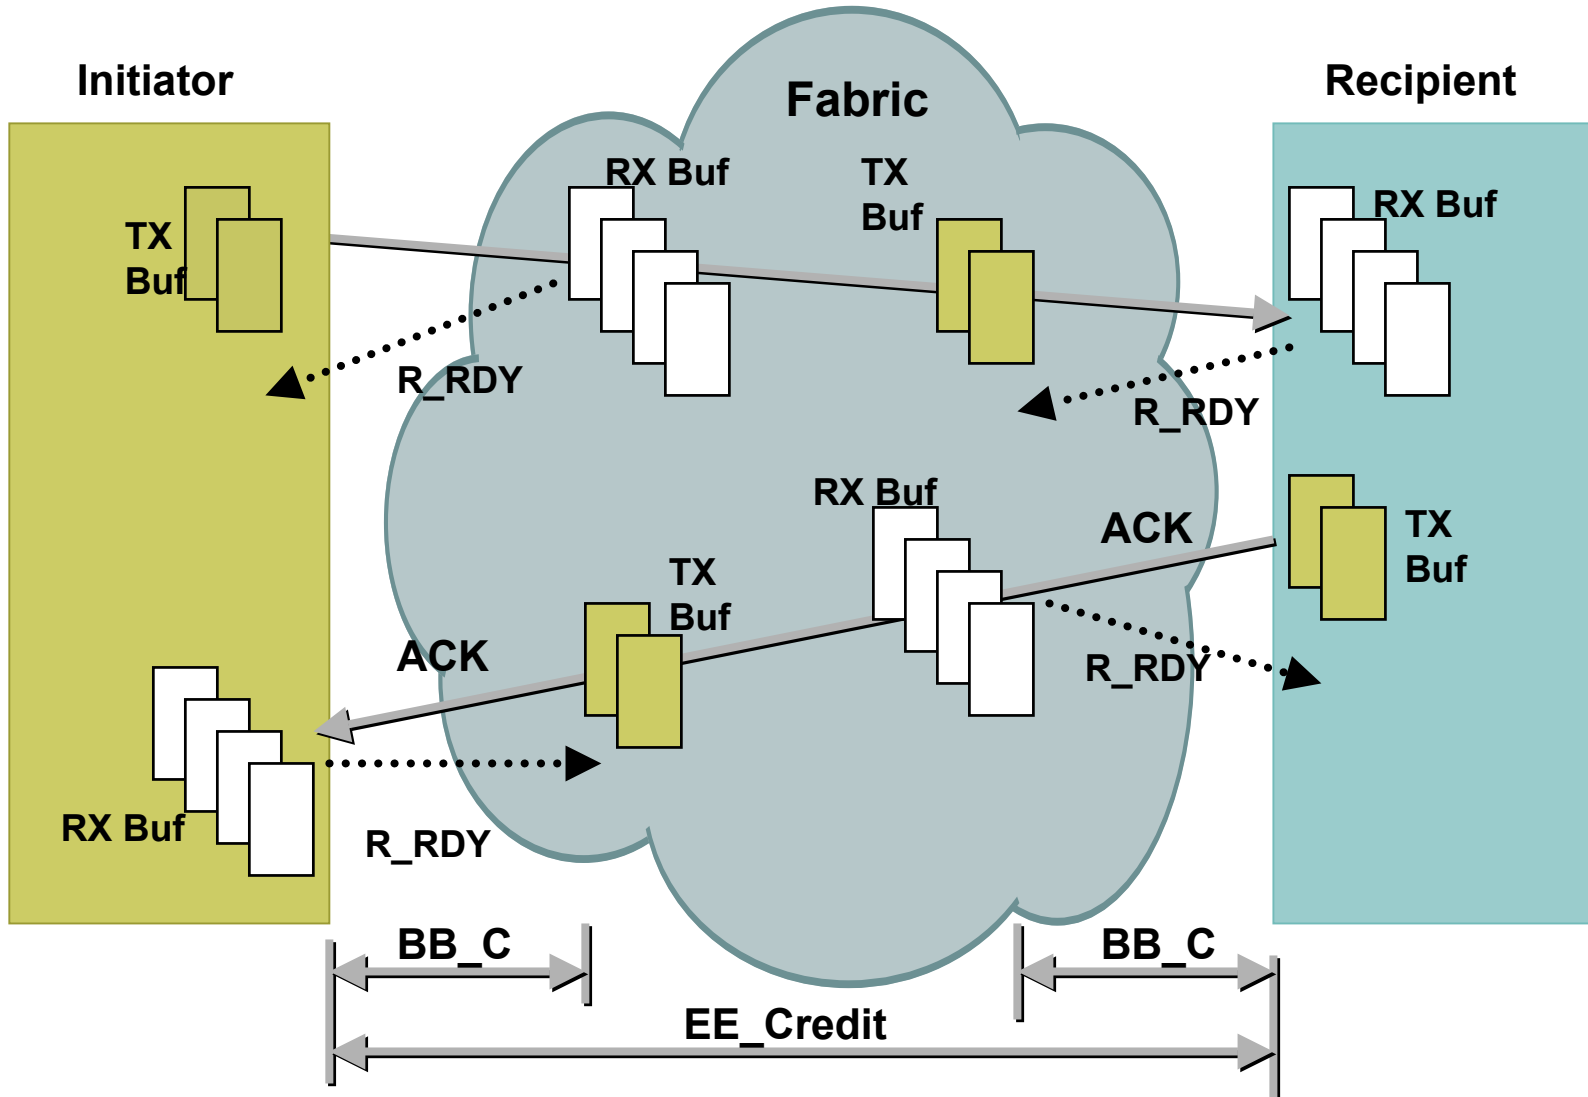 Initiator
Fabric
Recipient
RX Buf
TX
Buf
RX Buf
TX
Buf
R_RDY
R_RDY
RX Buf
ACK
TX
Buf
TX
Buf
ACK
R_RDY
RX Buf
R_RDY
BB_C
BB_C
EE_Credit